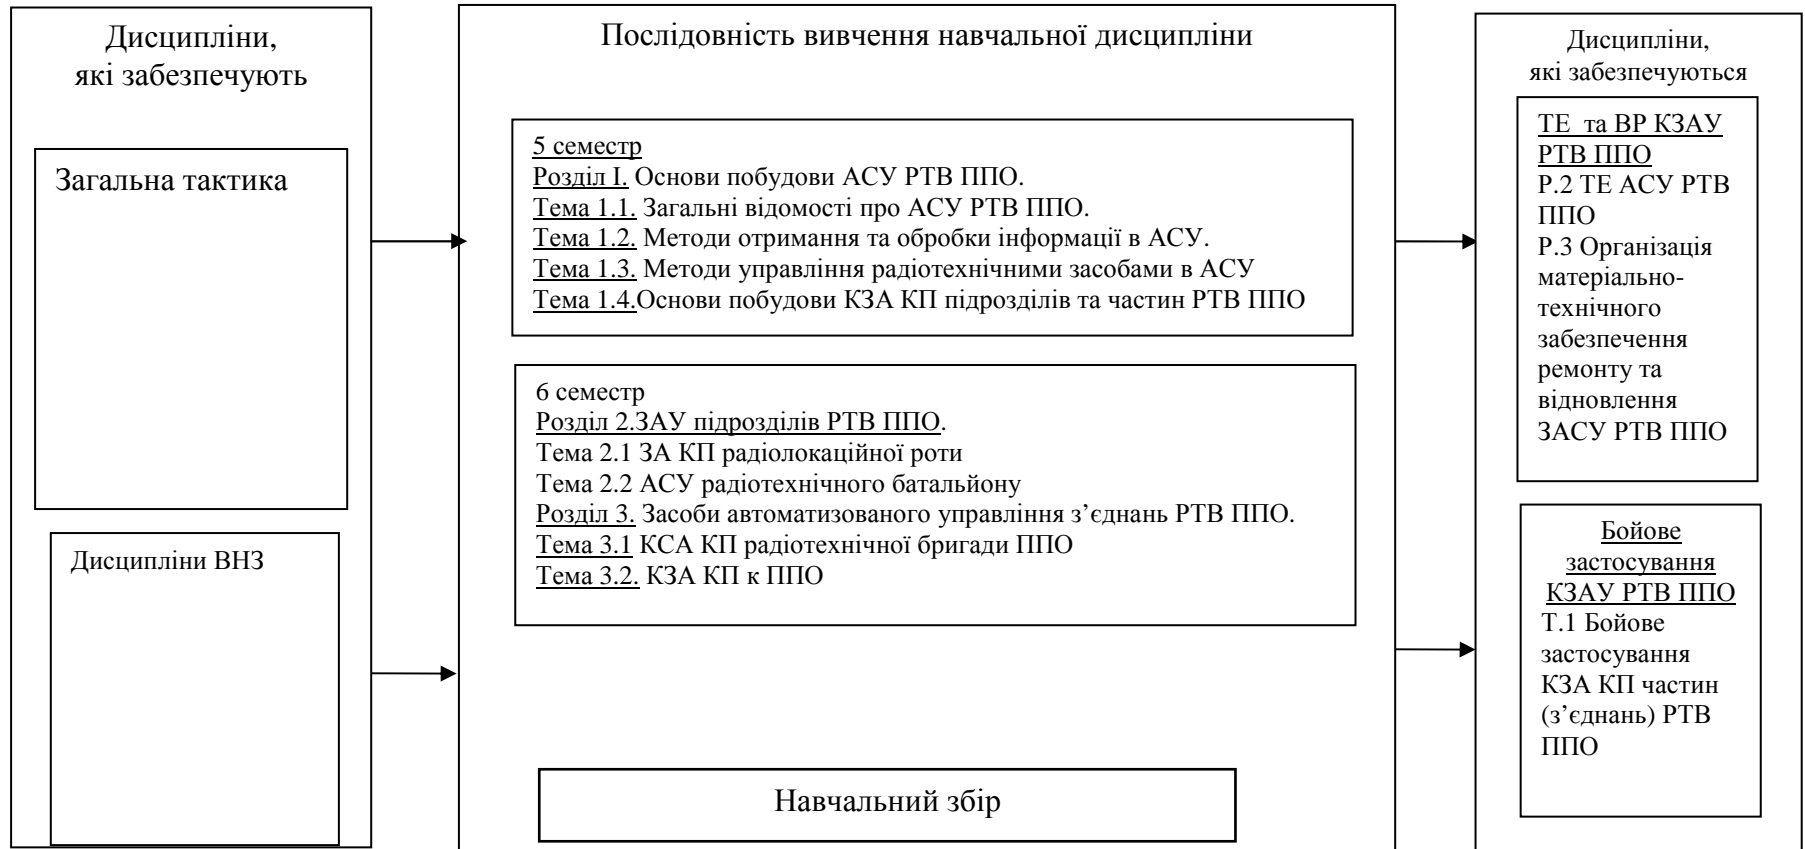 Дисципліни,
які забезпечують
Загальна тактика
Дисципліни ВНЗ
Послідовність вивчення навчальної дисципліни
5 семестр
Розділ І. Основи побудови АСУ РТВ ППО.
Тема 1.1. Загальні відомості про АСУ РТВ ППО.
Тема 1.2. Методи отримання та обробки інформації в АСУ.
Тема 1.3. Методи управління радіотехнічними засобами в АСУ
Тема 1.4.Основи побудови КЗА КП підрозділів та частин РТВ ППО
6 семестр
Розділ 2.ЗАУ підрозділів РТВ ППО.
Тема 2.1 ЗА КП радіолокаційної роти
Тема 2.2 АСУ радіотехнічного батальйону
Розділ 3. Засоби автоматизованого управління з’єднань РТВ ППО.
Тема 3.1 КСА КП радіотехнічної бригади ППО
Тема 3.2. КЗА КП к ППО
Навчальний збір
Дисципліни,
які забезпечуються
ТЕ та ВР КЗАУ
РТВ ППО
Р.2 ТЕ АСУ РТВ
ППО
Р.3 Організація
матеріально-
технічного
забезпечення
ремонту та
відновлення
ЗАСУ РТВ ППО
Бойове
застосування
КЗАУ РТВ ППО
Т.1 Бойове
застосування
КЗА КП частин
(з’єднань) РТВ
ППО